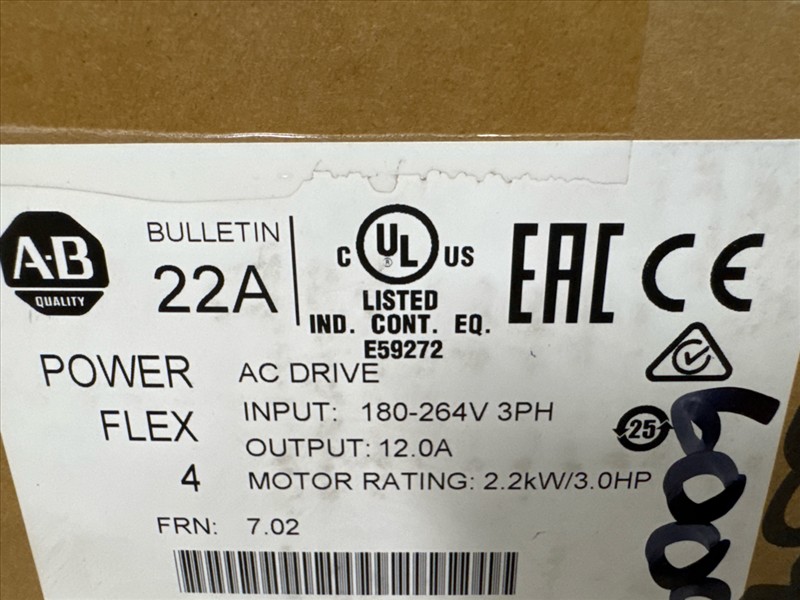 A-B
QUALITY
BULLETIN
22A
C UL US
®
LISTED
IND. CONT. EQ.
E59272
EAC CE
POWER
FLEX
4
AC DRIVE
INPUT: 180-264V 3PH
OUTPUT: 12.0A
MOTOR RATING: 2.2kW/3.0HP
25
FRN: 7.02